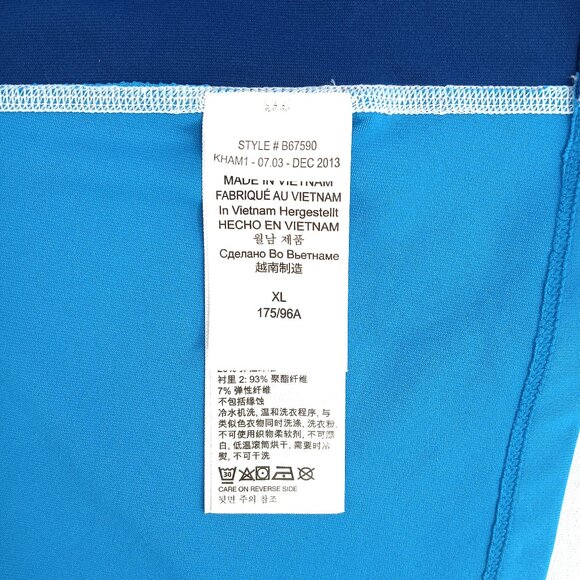 STYLE # B67590
KHAM1 - 07.03 - DEC 2013
MADE IN VIETNAM
FABRIQUÉ AU VIETNAM
In Vietnam Hergestellt
HECHO EN VIETNAM
월남 제품
Сделано Во Вьетнаме
越南制造
XL
175/96A
衬里 2: 93% 聚酯纤维
7% 弹性纤维
不包括缘蚀
冷水机洗, 温和洗衣程序, 与
类似色衣物同时洗涤, 洗衣粉,
不可使用织物柔软剂, 不可漂
白, 低温滚筒烘干, 需要时常
熨, 不可干洗
30
CARE ON REVERSE SIDE
뒷면 주의 참조